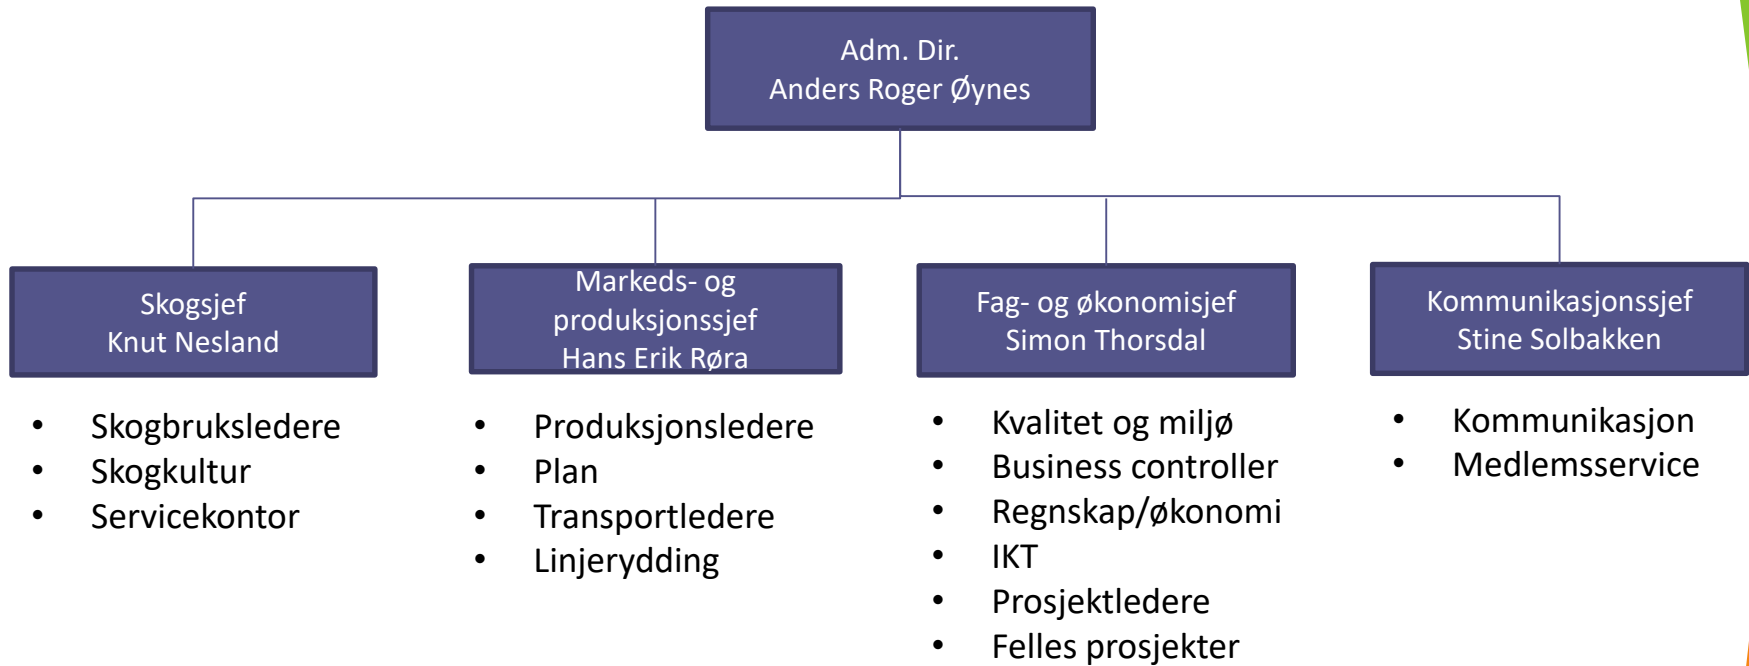 Adm. Dir.
Anders Roger Øynes
Skogsjef
Knut Nesland
Markeds- og
produksjonssjef
Hans Erik Røra
Fag- og økonomisjef
Simon Thorsdal
Kommunikasjonssjef
Stine Solbakken
• Skogbruksledere
• Skogkultur
• Servicekontor
• Produksjonsledere
• Plan
• Transportledere
• Linjerydding
• Kvalitet og miljø
• Business controller
• Regnskap/økonomi
• IKT
• Prosjektledere
• Felles prosjekter
• Kommunikasjon
• Medlemsservice